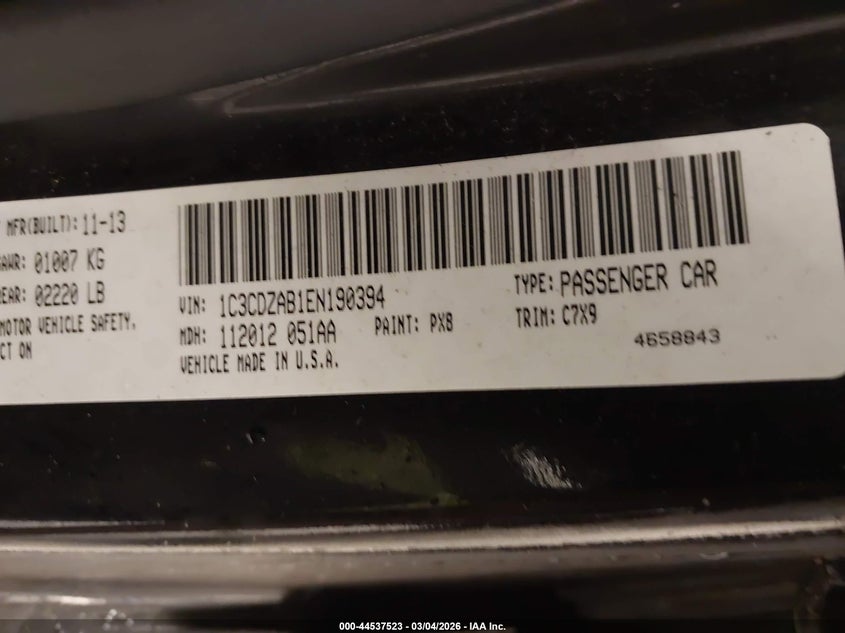 MFR(BUILT): 11-13
GAWR: 01007 KG
REAR: 02220 LB
MOTOR VEHICLE SAFETY,
CT ON
VIN: 1C3CDZAB1EN190394
MDH: 112012 051AA
PAINT: PX8
VEHICLE MADE IN U.S.A.
TYPE: PASSENGER CAR
TRIM: C7X9
4658843
000-44537523 - 03/04/2026 - IAA Inc.